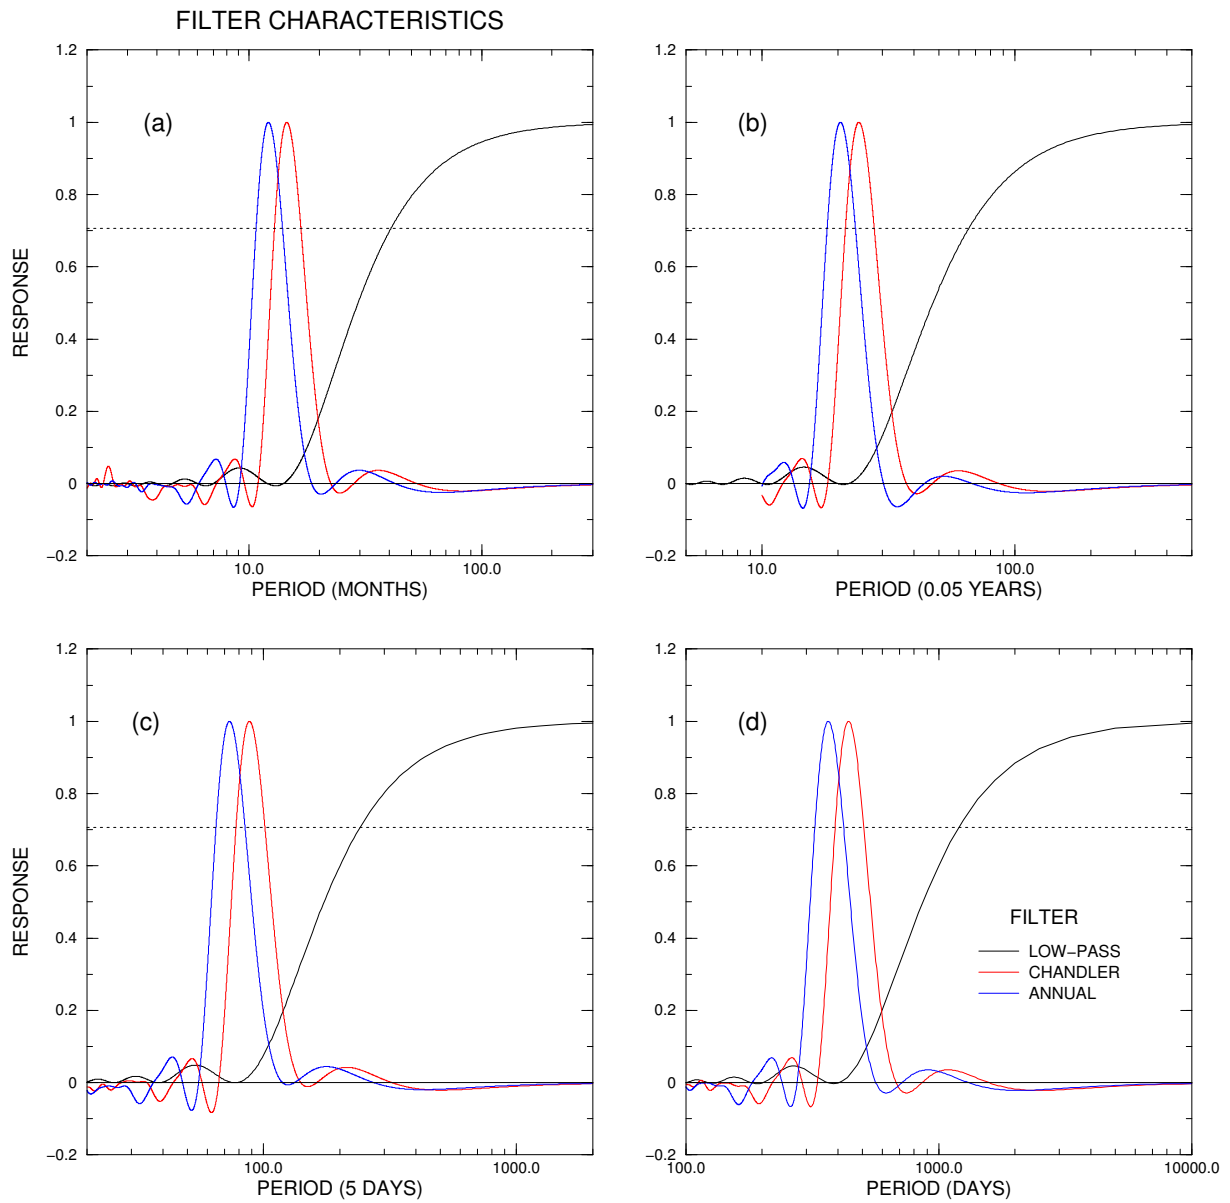 FILTER CHARACTERISTICS
1.2
1
0.8
0.6
0.4
0.2
0
−0.2
RESPONSE
(a)
10.0
100.0
PERIOD (MONTHS)
1.2
1
0.8
0.6
0.4
0.2
0
−0.2
(b)
10.0
100.0
PERIOD (0.05 YEARS)
1.2
1
0.8
0.6
0.4
0.2
0
−0.2
RESPONSE
(c)
100.0
1000.0
PERIOD (5 DAYS)
1.2
1
0.8
0.6
0.4
0.2
0
−0.2
(d)
FILTER
LOW−PASS
CHANDLER
ANNUAL
100.0
1000.0
10000.0
PERIOD (DAYS)